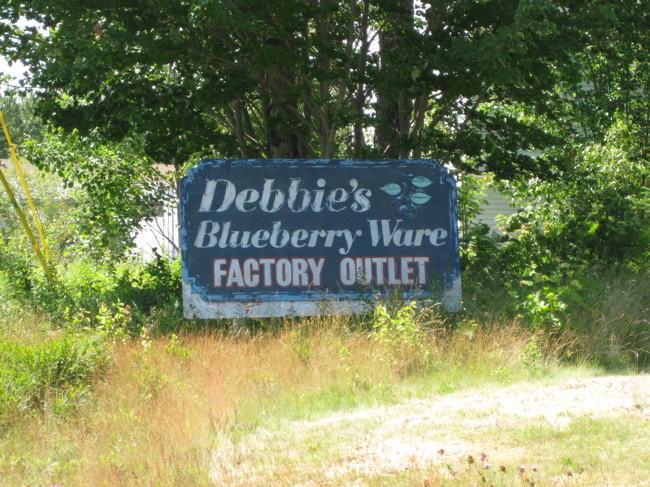 Debbie's
Blueberry Ware
FACTORY OUTLET